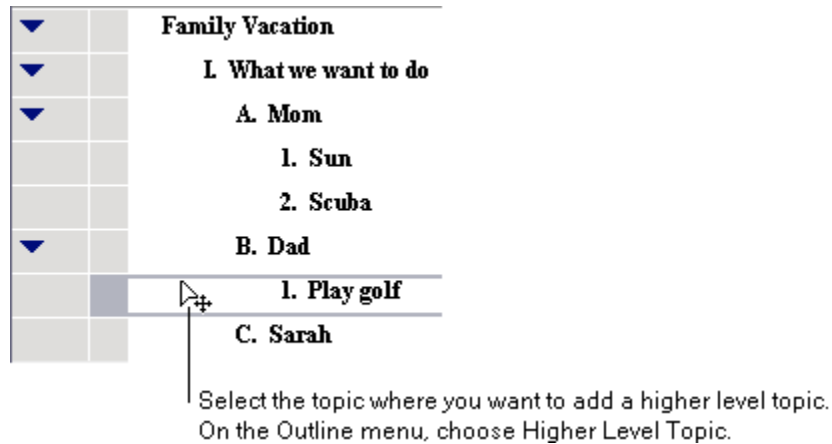 Family Vacation
I. What we want to do
A. Mom
1. Sun
2. Scuba
B. Dad
1. Play golf
C. Sarah
Select the topic where you want to add a higher level topic.
On the Outline menu, choose Higher Level Topic.